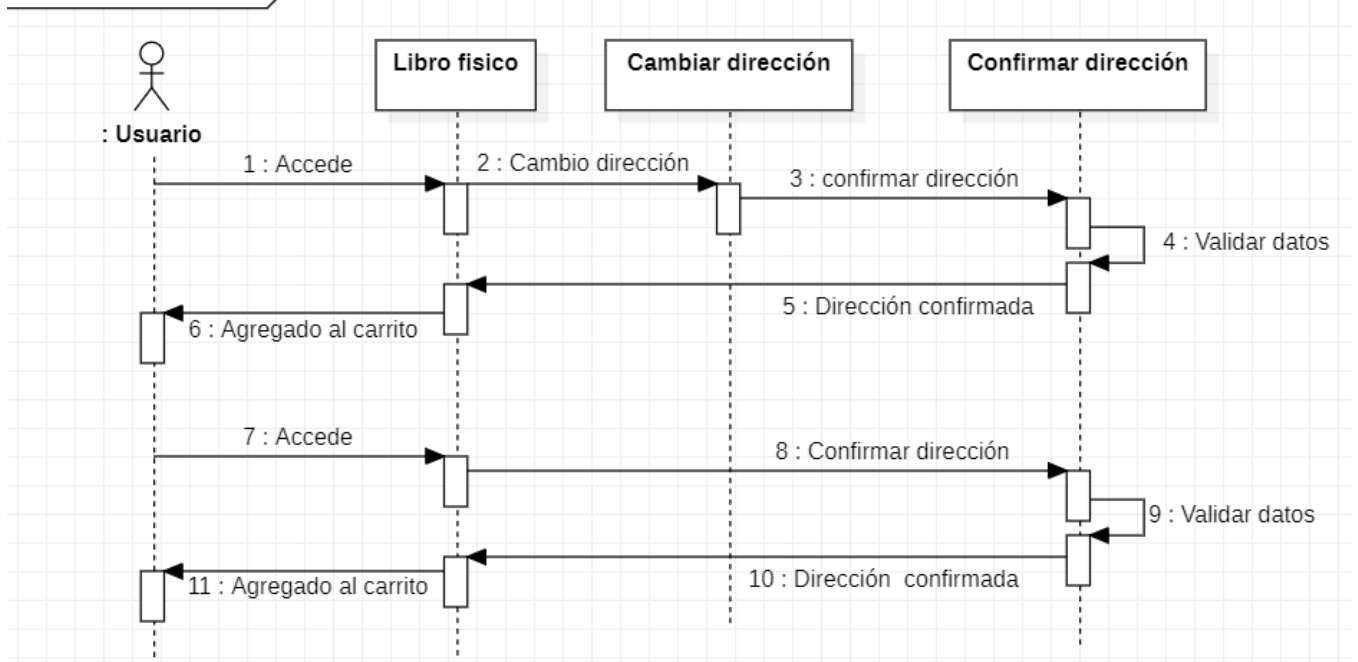 Libro fisico
Cambiar dirección
Confirmar dirección
: Usuario
1 : Accede
2 : Cambio dirección
3 : confirmar dirección
4 : Validar datos
5 : Dirección confirmada
6 : Agregado al carrito
7 : Accede
8 : Confirmar dirección
9 : Validar datos
10 : Dirección  confirmada
11 : Agregado al carrito